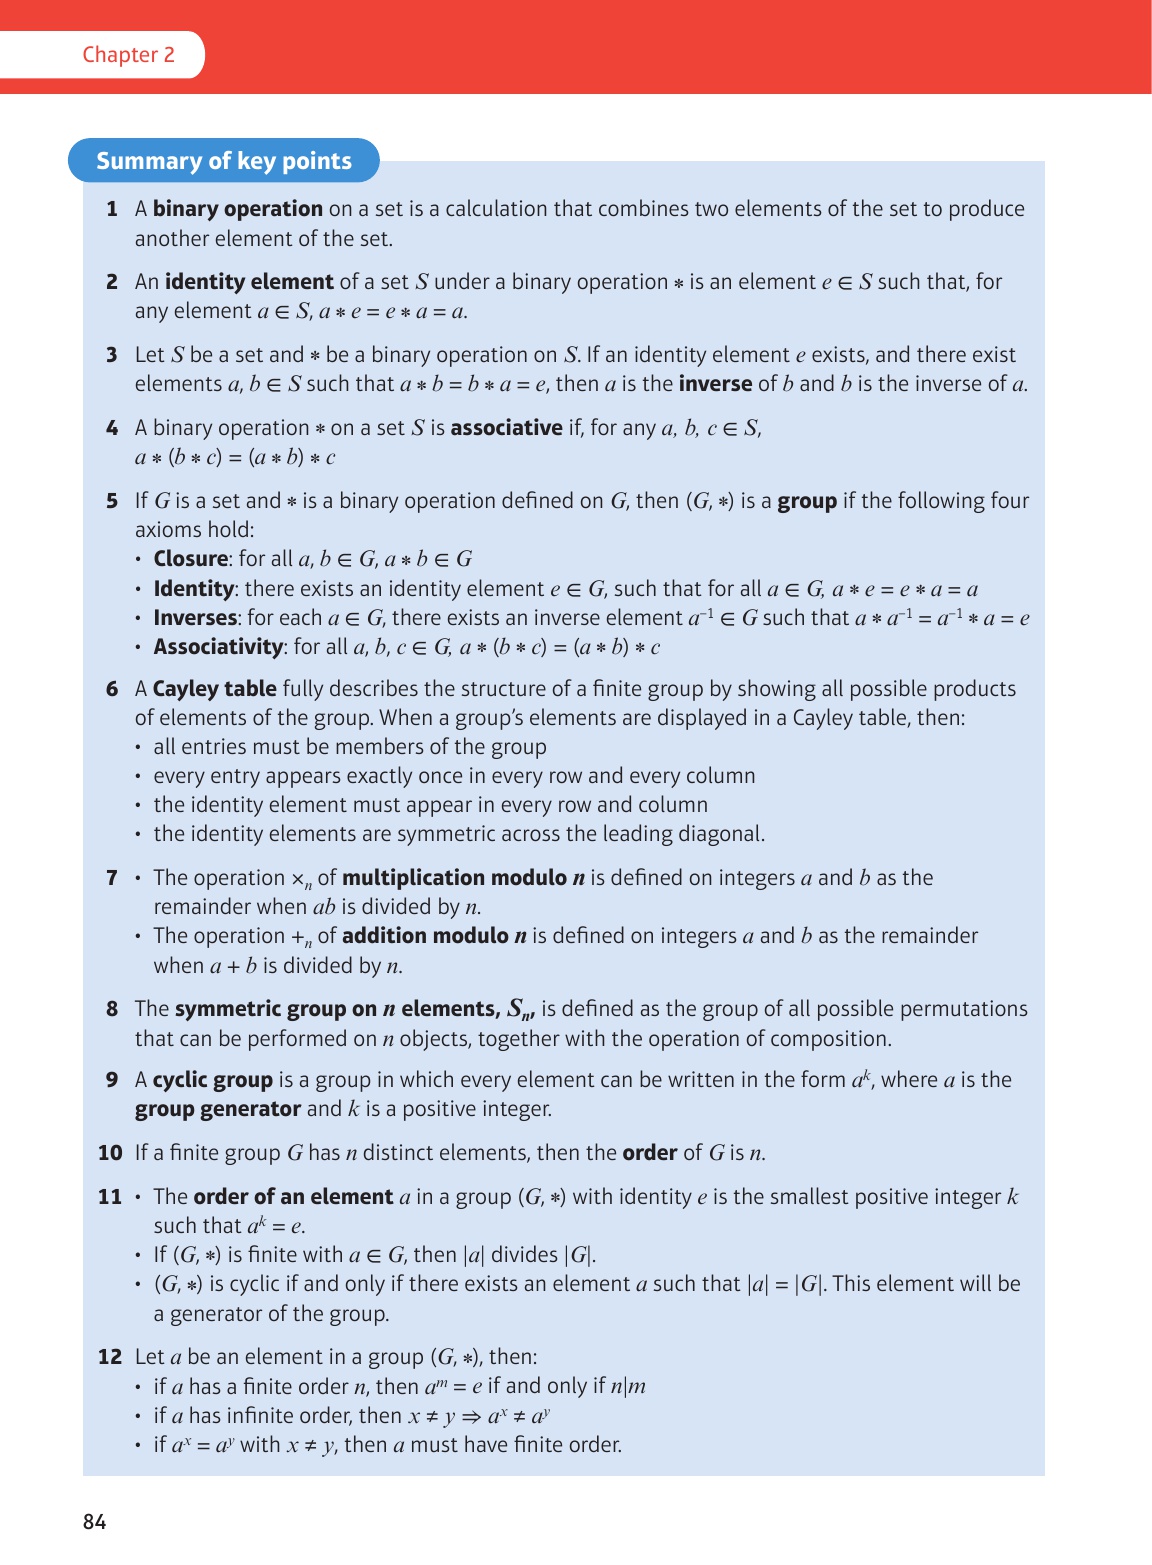 Chapter 2
Summary of key points
1 A binary operation on a set is a calculation that combines two elements of the set to produce
another element of the set.
2 An identity element of a set S under a binary operation * is an element e ∈ S such that, for
any element a ∈ S, a * e = e * a = a.
3 Let S be a set and * be a binary operation on S. If an identity element e exists, and there exist
elements a, b ∈ S such that a * b = b * a = e, then a is the inverse of b and b is the inverse of a.
4 A binary operation * on a set S is associative if, for any a, b, c ∈ S,
a * (b * c) = (a * b) * c
5 If G is a set and * is a binary operation defined on G, then (G, *) is a group if the following four
axioms hold:
• Closure: for all a, b ∈ G, a * b ∈ G
• Identity: there exists an identity element e ∈ G, such that for all a ∈ G, a * e = e * a = a
• Inverses: for each a ∈ G, there exists an inverse element a⁻¹ ∈ G such that a * a⁻¹ = a⁻¹ * a = e
• Associativity: for all a, b, c ∈ G, a * (b * c) = (a * b) * c
6 A Cayley table fully describes the structure of a finite group by showing all possible products
of elements of the group. When a group's elements are displayed in a Cayley table, then:
• all entries must be members of the group
• every entry appears exactly once in every row and every column
• the identity element must appear in every row and column
• the identity elements are symmetric across the leading diagonal.
7 • The operation ×ₙ of multiplication modulo n is defined on integers a and b as the
remainder when ab is divided by n.
• The operation +ₙ of addition modulo n is defined on integers a and b as the remainder
when a + b is divided by n.
8 The symmetric group on n elements, Sₙ, is defined as the group of all possible permutations
that can be performed on n objects, together with the operation of composition.
9 A cyclic group is a group in which every element can be written in the form aᵏ, where a is the
group generator and k is a positive integer.
10 If a finite group G has n distinct elements, then the order of G is n.
11 • The order of an element a in a group (G, *) with identity e is the smallest positive integer k
such that aᵏ = e.
• If (G, *) is finite with a ∈ G, then |a| divides |G|.
• (G, *) is cyclic if and only if there exists an element a such that |a| = |G|. This element will be
a generator of the group.
12 Let a be an element in a group (G, *), then:
• if a has a finite order n, then aᵐ = e if and only if n|m
• if a has infinite order, then x ≠ y ⇒ aˣ ≠ aʸ
• if aˣ = aʸ with x ≠ y, then a must have finite order.
84